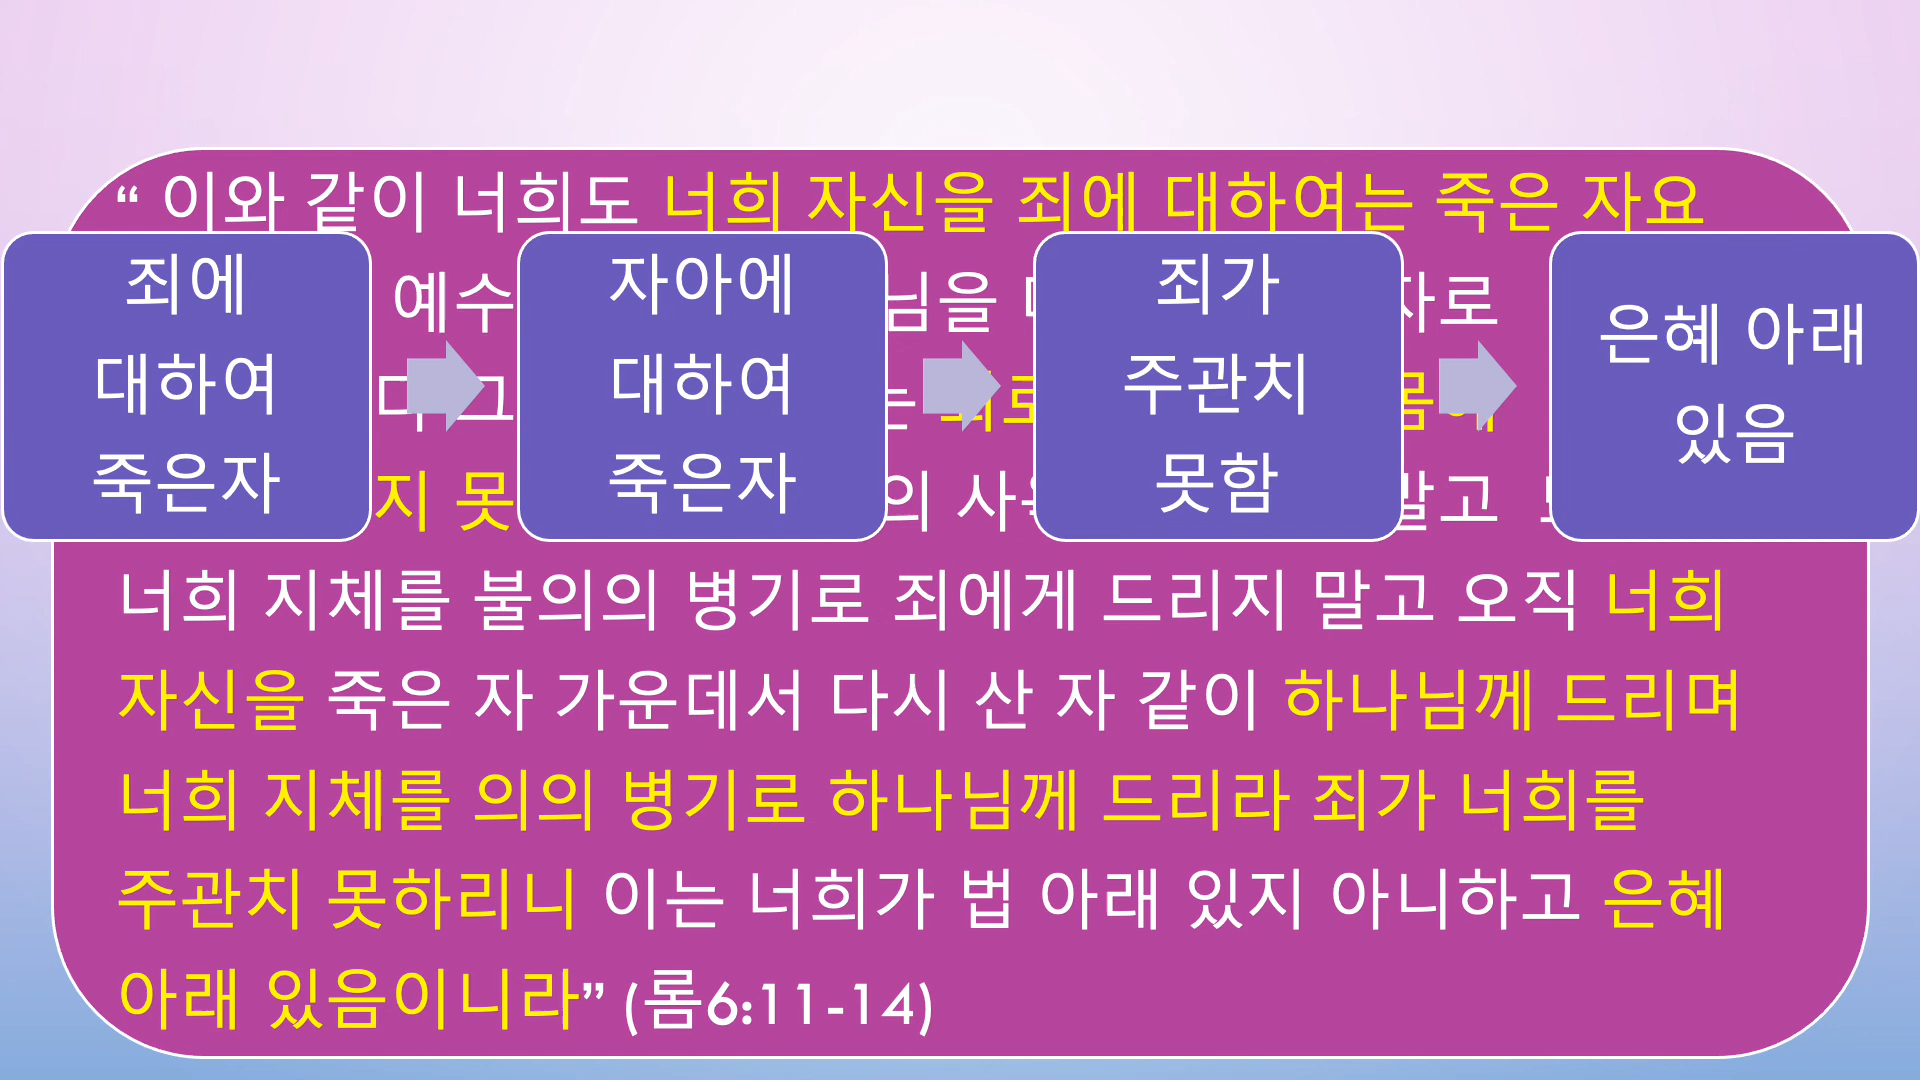 “ 이와 같이 너희도 너희 자신을 죄에 대하여는 죽은 자요
예수
자로
지 못
의
말고
너희 지체를 불의의 병기로 죄에게 드리지 말고 오직 너희
자신을 죽은 자 가운데서 다시 산 자 같이 하나님께 드리며
너희 지체를 의의 병기로 하나님께 드리라 죄가 너희를
주관치 못하리니 이는 너희가 법 아래 있지 아니하고 은혜
아래 있음이니라” (롬6:11-14)
죄에
대하여
죽은자
자아에
대하여
죽은자
죄가
주관치
못함
은혜 아래
있음